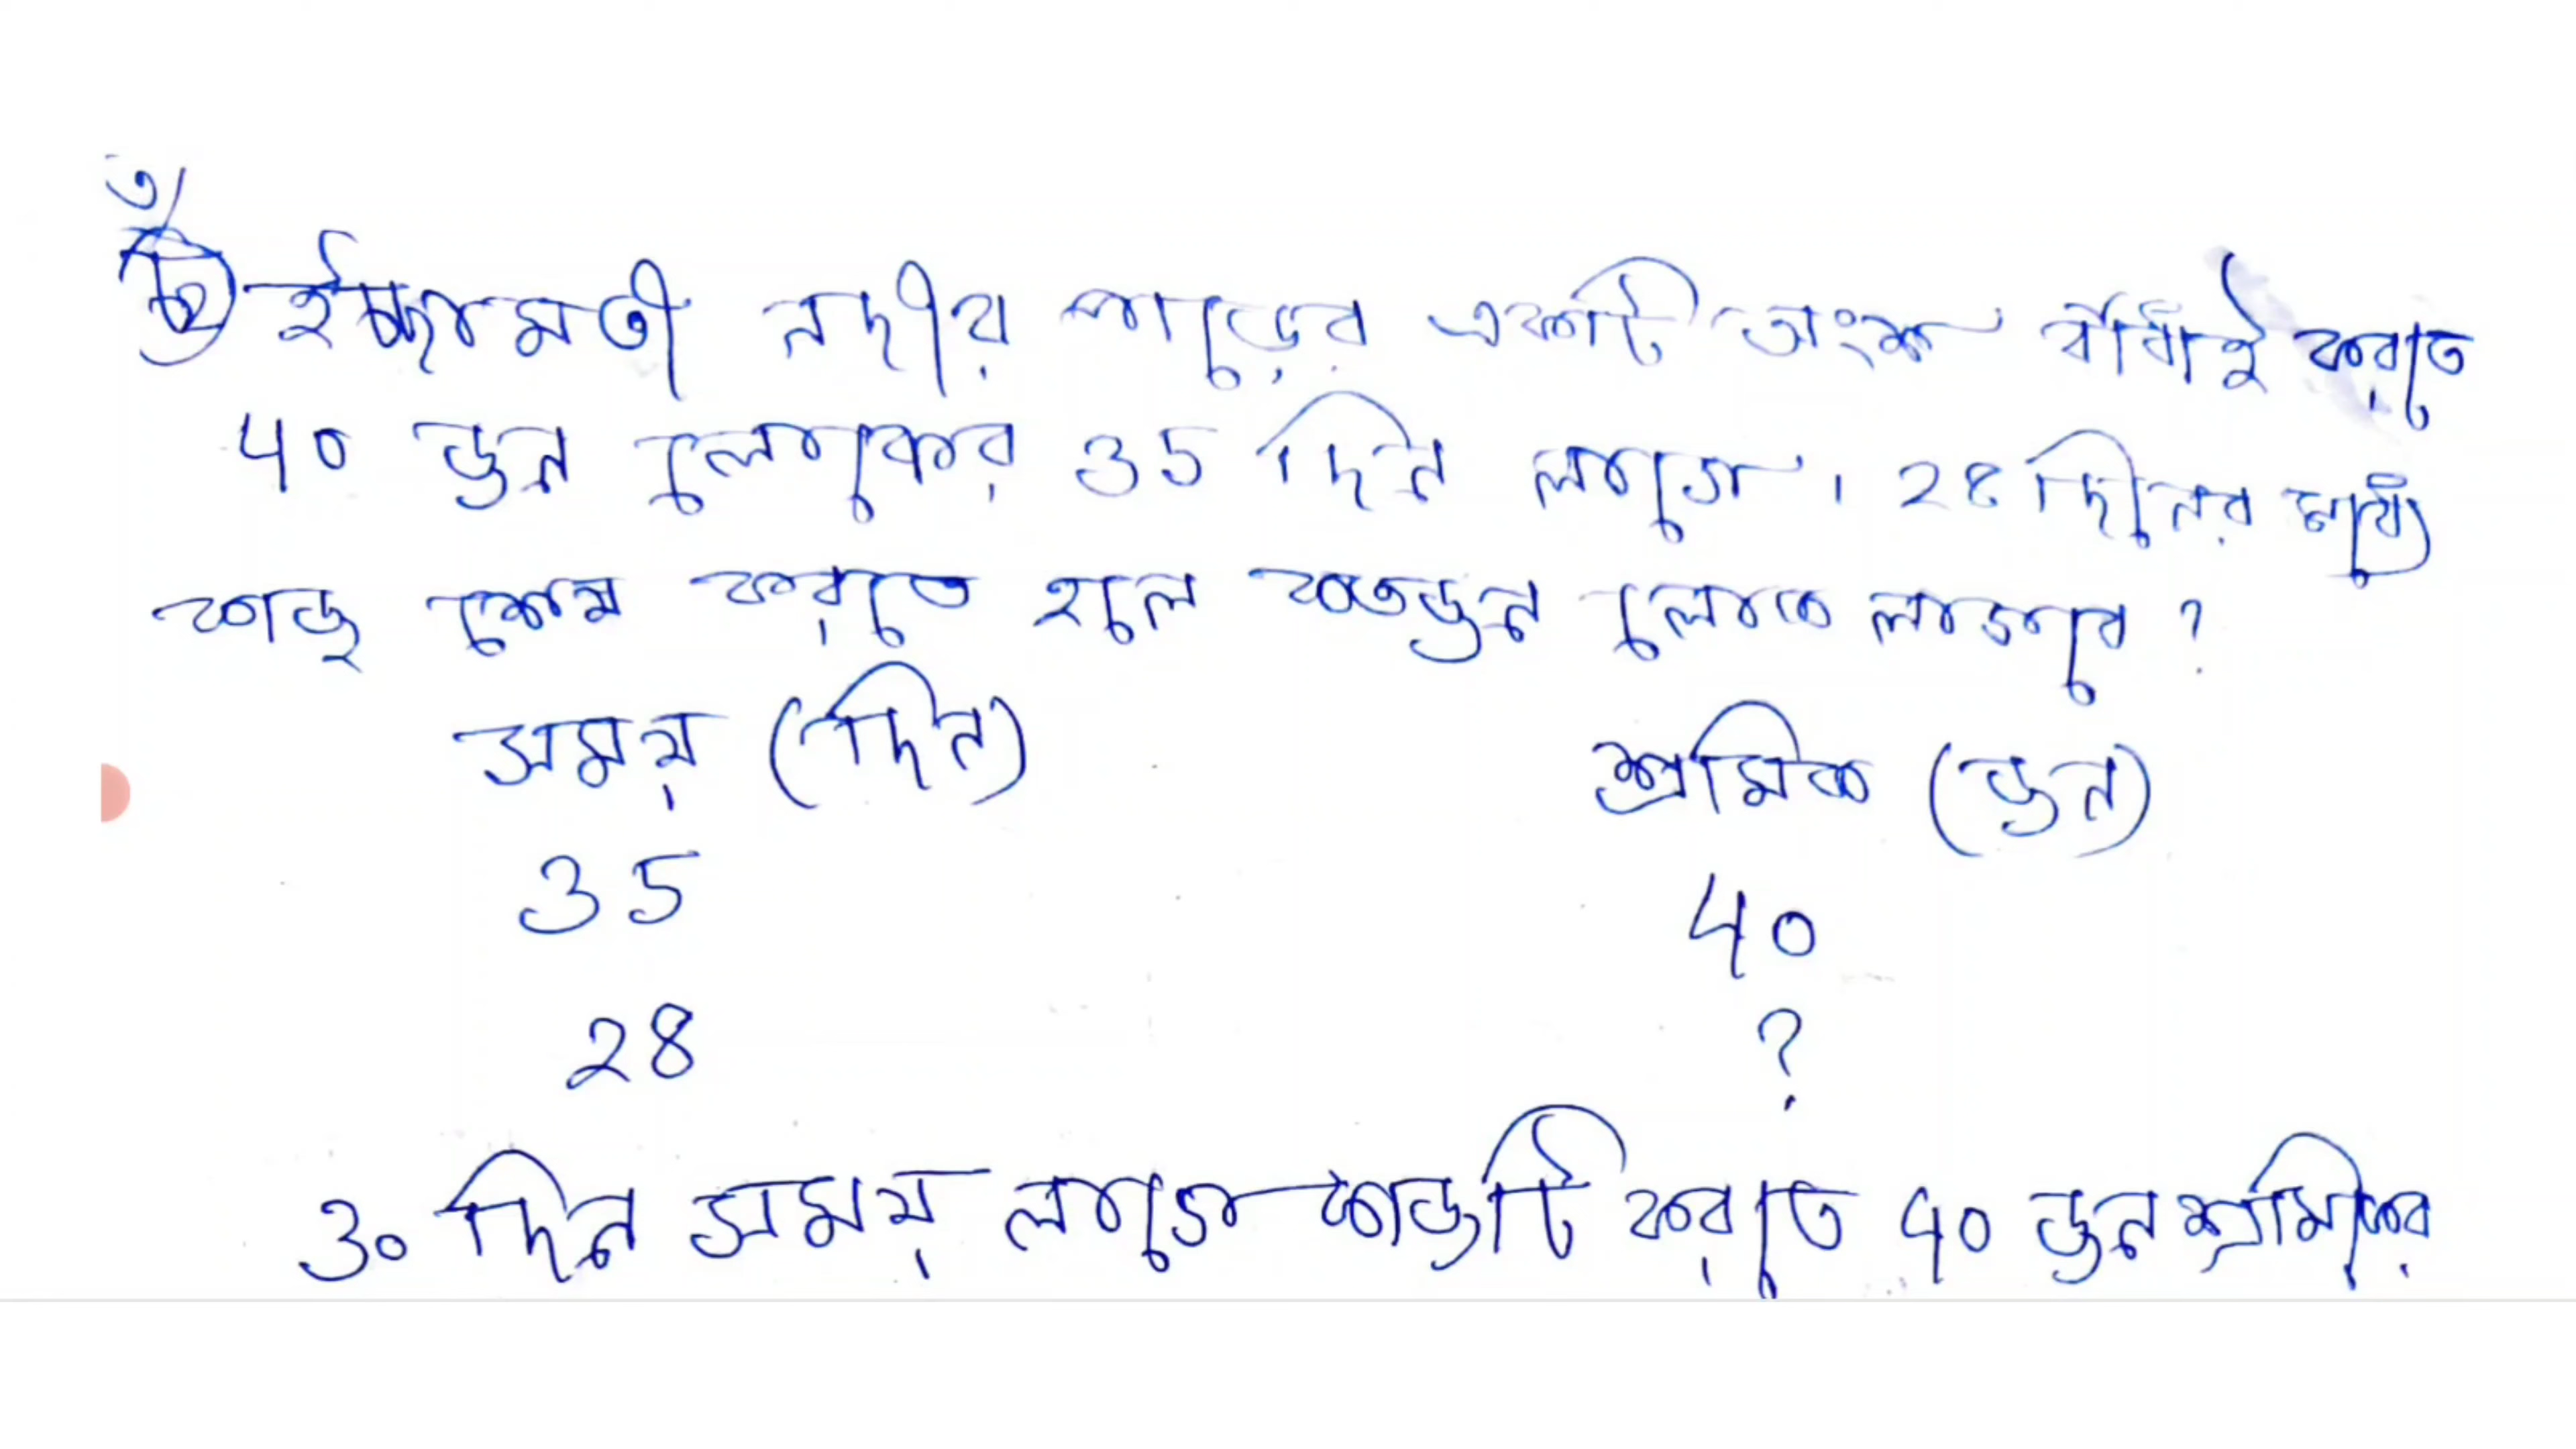 ৩/
ইছামতী নদীর পাড়ের একটি অংশ বাঁধাই করতে
40 জন লোকের 35 দিন লাগে । 28 দিনের মধ্যে
কাজ শেষ করতে হলে কতজন লোক লাগবে ?
সময় (দিন) শ্রমিক (জন)
35 40
28 ?
30 দিন সময় লাগে কাজটি করতে 40 জন শ্রমিকের